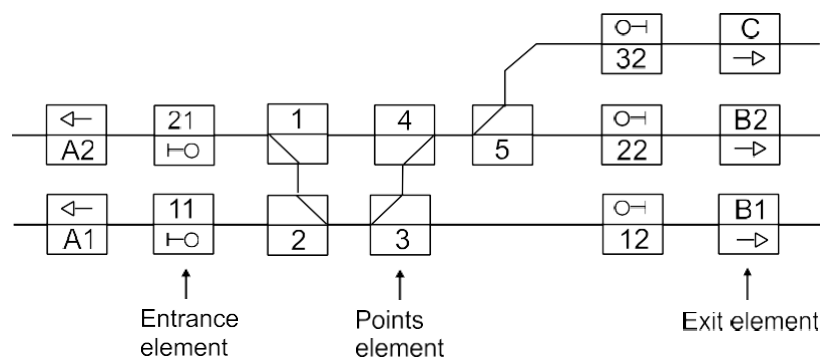 C
32
21
1
4
B2
A2
5
22
11
B1
A1
2
3
12
Entrance
element
Points
element
Exit element